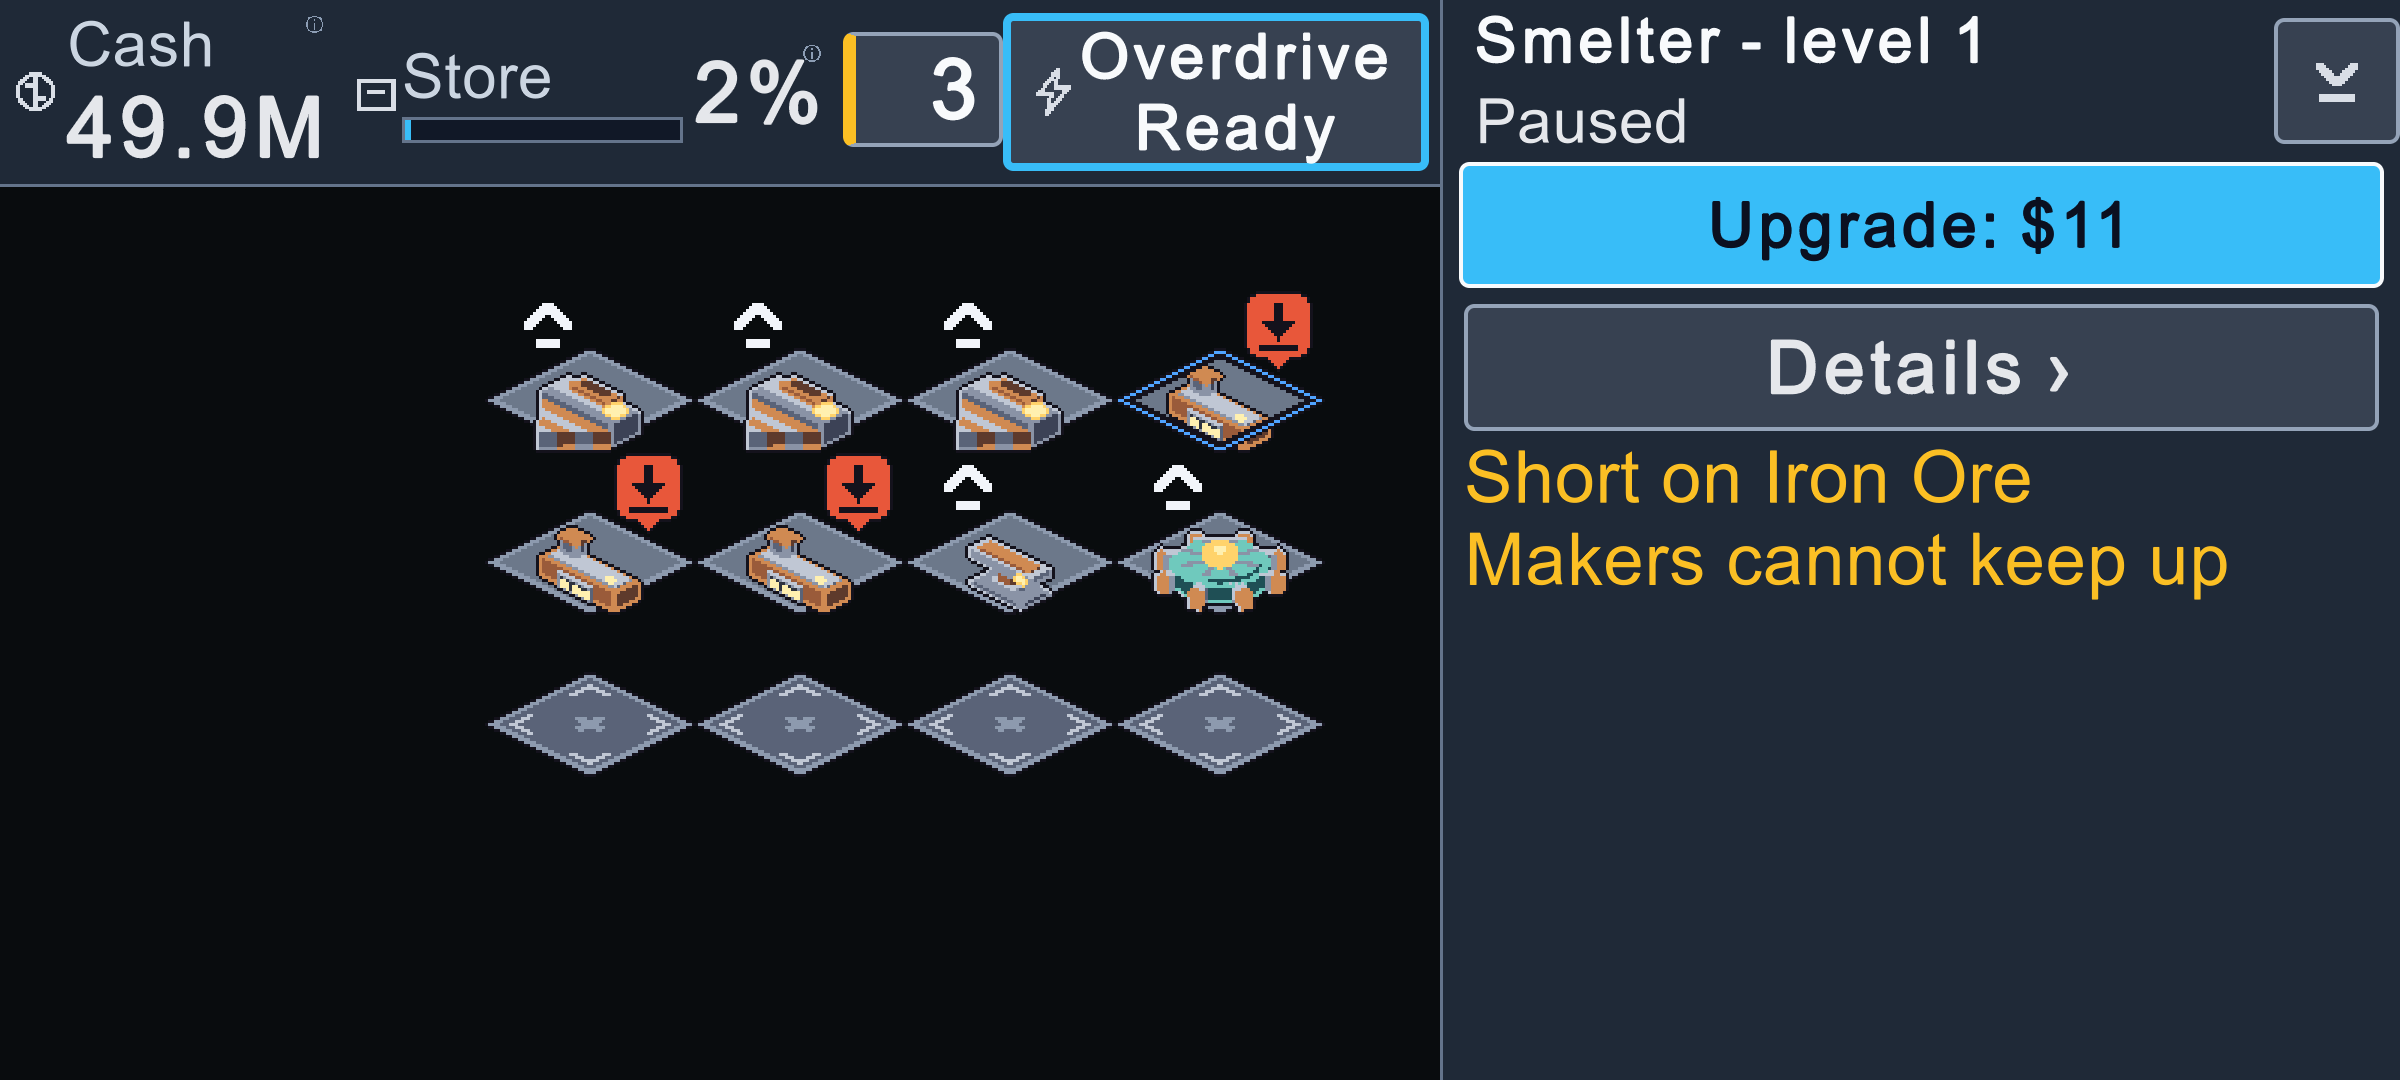 Cash
49.9M
Store
2%
3
Overdrive
Ready
Smelter - level 1
Paused
Upgrade: $11
Details ›
Short on Iron Ore
Makers cannot keep up